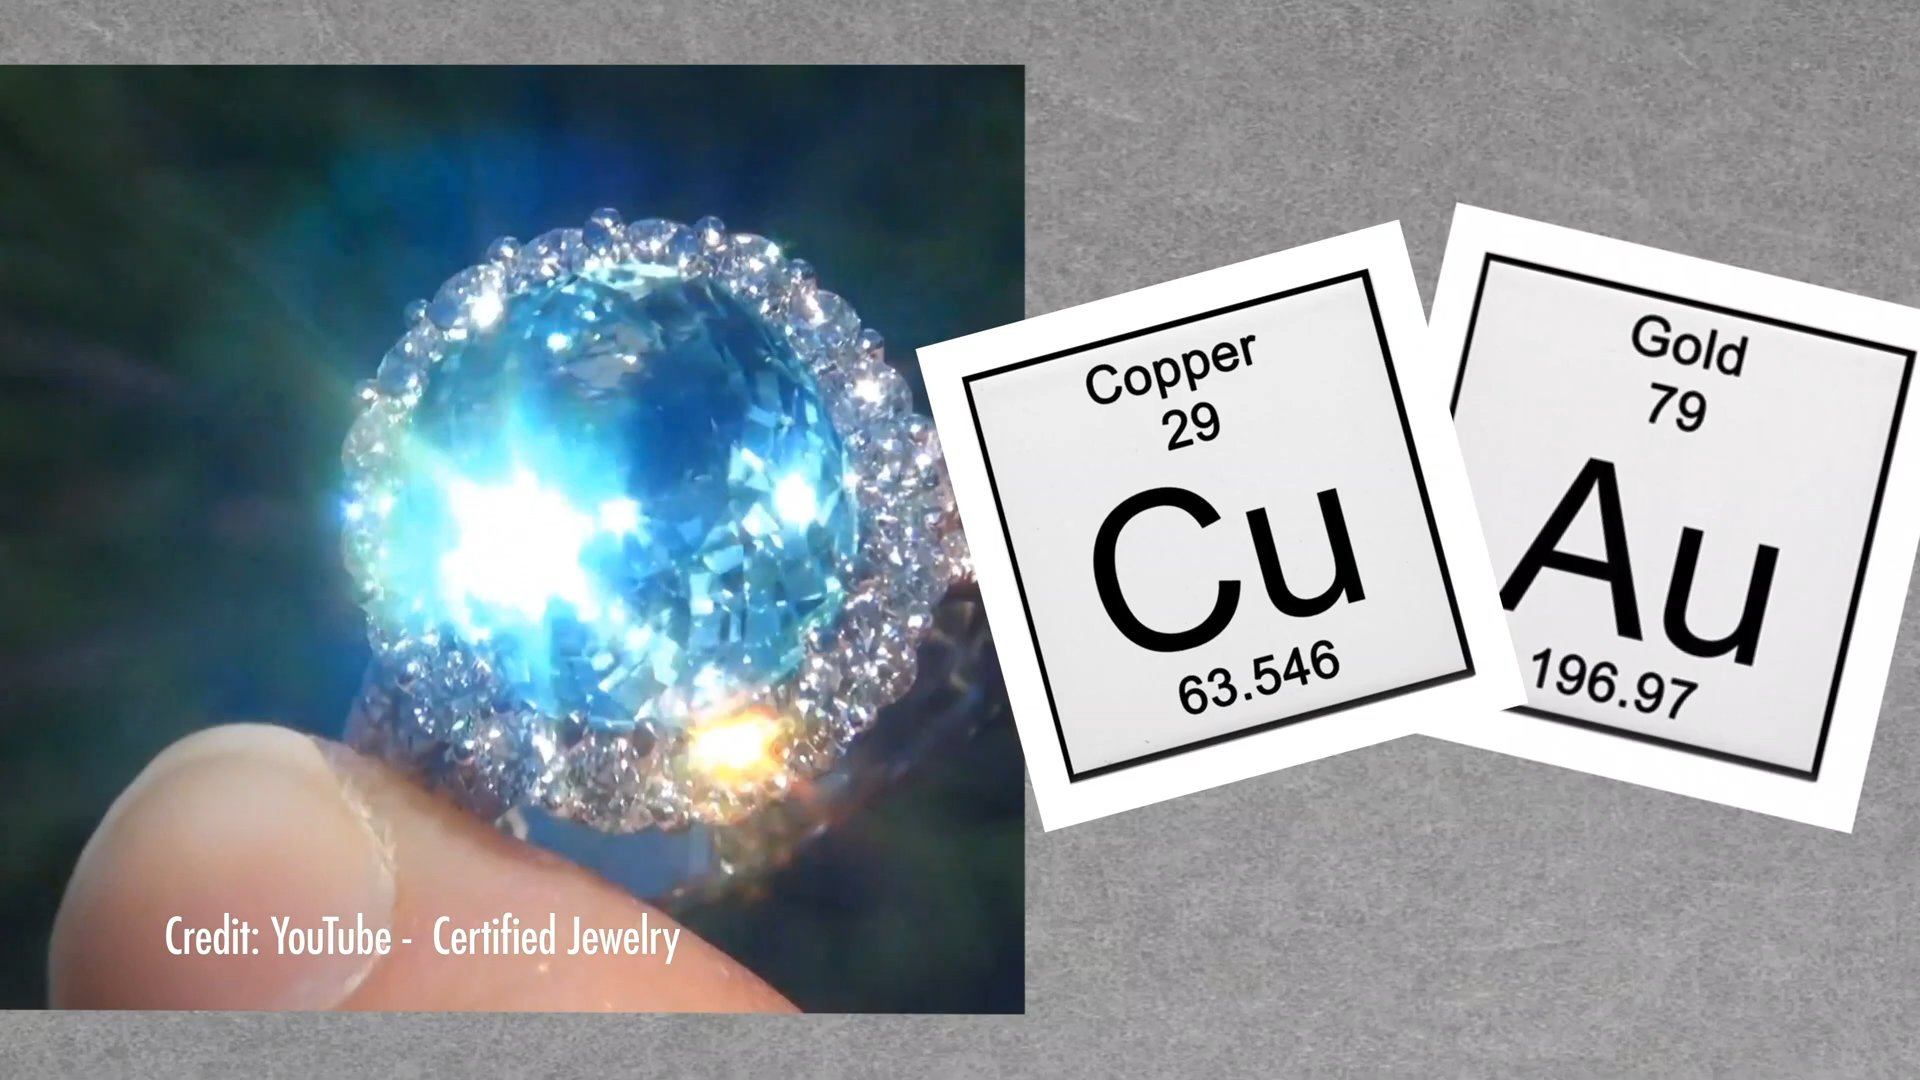 Copper
29
Cu
63.546
Gold
79
Au
196.97
Credit: YouTube - Certified Jewelry